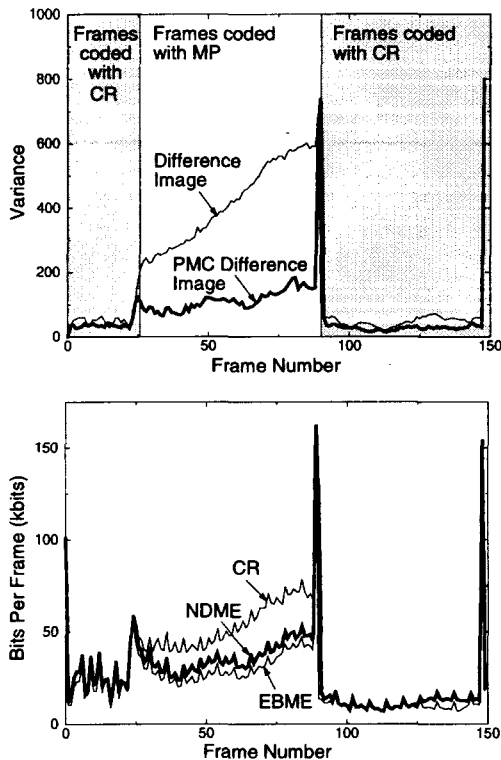 1000
800
600
400
200
0
Variance
Frames
coded
with
CR
Frames coded
with MP
Frames coded
with CR
Difference
Image
PMC Difference
Image
0
50
100
150
Frame Number
150
100
50
0
Bits Per Frame (kbits)
CR
NDME
EBME
0
50
100
150
Frame Number